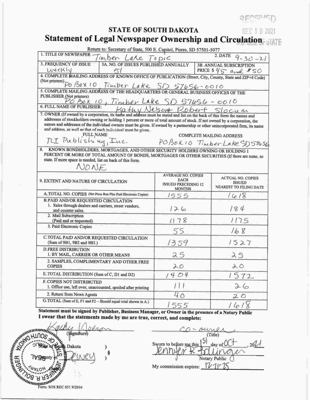 RECEIVED
DEC 8 2021
STATE OF SOUTH DAKOTA
Statement of Legal Newspaper Ownership and Circulation
Return to: Secretary of State, 500 E. Capitol, Pierre, SD 57501-5077
1. TITLE OF NEWSPAPER Timber Lake Topic
2. DATE 9-30-21
3. FREQUENCY OF ISSUE weekly
3A. NO. OF ISSUES PUBLISHED ANNUALLY 51
3B. ANNUAL SUBSCRIPTION PRICE $ 45 and $50
4. COMPLETE MAILING ADDRESS OF KNOWN OFFICE OF PUBLICATION (Street, City, County, State and ZIP+4 Code) (Not printers)
PO Box 10 Timber Lake SD 57656-0010
5. COMPLETE MAILING ADDRESS OF THE HEADQUARTERS OR GENERAL BUSINESS OFFICES OF THE PUBLISHER (Not printer)
PO Box 10, Timber Lake SD 57656-0010
6. FULL NAME OF PUBLISHER: Kathy Nelson Robert Slocum
7. OWNER (If owned by a corporation, its name and address must be stated and list on the back of this form the names and addresses of stockholders owning or holding 1 percent or more of total amount of stock. If not owned by a corporation, the names and addresses of the individual owners must be given. If owned by a partnership or other unincorporated firm, its name and address, as well as that of each individual must be given.
FULL NAME
COMPLETE MAILING ADDRESS
TLT Publishing, Inc.
PO Box 10 Timber Lake SD 57656
8. KNOWN BONDHOLDERS, MORTGAGES, AND OTHER SECURITY HOLDERS OWNING OR HOLDING 1 PERCENT OR MORE OF TOTAL AMOUNT OF BONDS, MORTGAGES OR OTHER SECURITIES (If there are none, so state. If more space is needed, list on back of this form.
NONE
9. EXTENT AND NATURE OF CIRCULATION
AVERAGE NO. COPIES EACH ISSUED PRECEDING 12 MONTHS
ACTUAL NO. COPIES ISSUED NEAREST TO FILING DATE
A. TOTAL NO. COPIES (Net Press Run Plus Paid Electronic Copies) 1555 1618
B. PAID AND/OR REQUESTED CIRCULATION
1. Sales through dealers and carriers, street vendors, and counter sales. 126 184
2. Mail Subscription (Paid and or requested) 1178 1175
3. Paid Electronic Copies 55 168
C. TOTAL PAID AND/OR REQUESTED CIRCULATION (Sum of 9B1, 9B2 and 9B3.) 1359 1527
D. FREE DISTRIBUTION
1. BY MAIL, CARRIER OR OTHER MEANS 25 25
2. SAMPLES, COMPLIMENTARY AND OTHER FREE COPIES 20 20
E. TOTAL DISTRIBUTION (Sum of C, D1 and D2) 1404 1572
F. COPIES NOT DISTRIBUTED
1. Office use, left over, unaccounted, spoiled after printing 111 26
2. Return from News Agents 40 20
G. TOTAL (Sum of E, F1 and F2 – Should equal total shown in A.) 1555 1618
Statement must be signed by Publisher, Business Manager, or Owner in the presence of a Notary Public
I swear that the statements made by me are true, correct, and complete:
Kathy Nelson
(Signature)
co-owner
(Title)
State of South Dakota )
Dewey )
Sworn to before me this 1st day of Oct 2021
Notary Public
My commission expires: